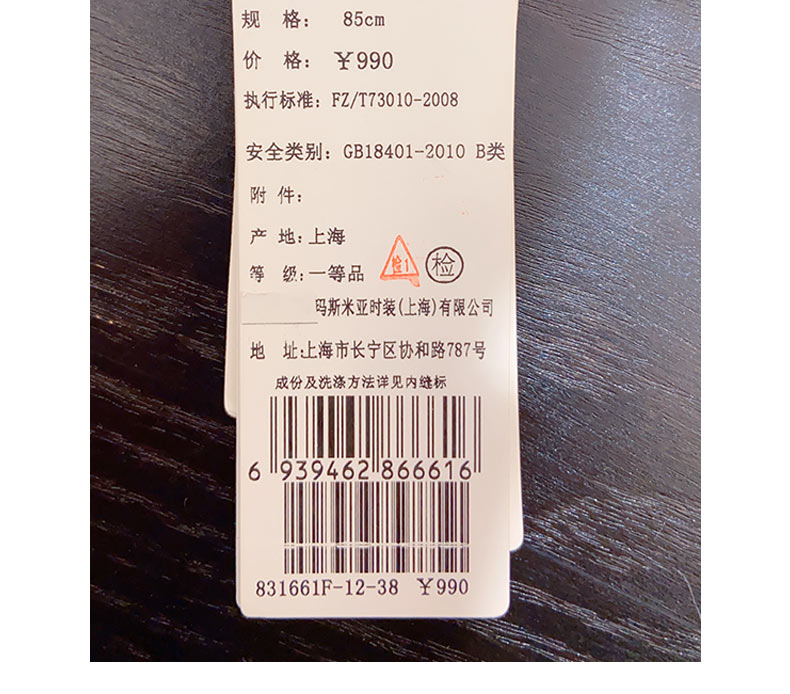 规 格： 85cm
价 格： ￥990
执行标准：FZ/T73010-2008
安全类别：GB18401-2010 B类
附 件：
产 地：上海
等 级：一等品 检1 检
玛斯米亚时装(上海)有限公司
地 址：上海市长宁区协和路787号
成份及洗涤方法详见内缝标
6 939462 866616
831661F-12-38 ￥990